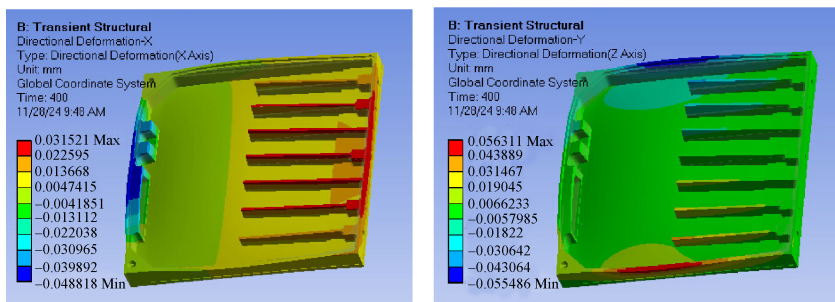 B: Transient Structural
Directional Deformation-X
Type: Directional Deformation(X Axis)
Unit: mm
Global Coordinate System
Time: 400
11/28/24 9:48 AM
0.031521 Max
0.022595
0.013668
0.0047415
−0.0041851
−0.013112
−0.022038
−0.030965
−0.039892
−0.048818 Min
B: Transient Structural
Directional Deformation-Y
Type: Directional Deformation(Z Axis)
Unit: mm
Global Coordinate System
Time: 400
11/28/24 9:48 AM
0.056311 Max
0.043889
0.031467
0.019045
0.0066233
−0.0057985
−0.01822
−0.030642
−0.043064
−0.055486 Min